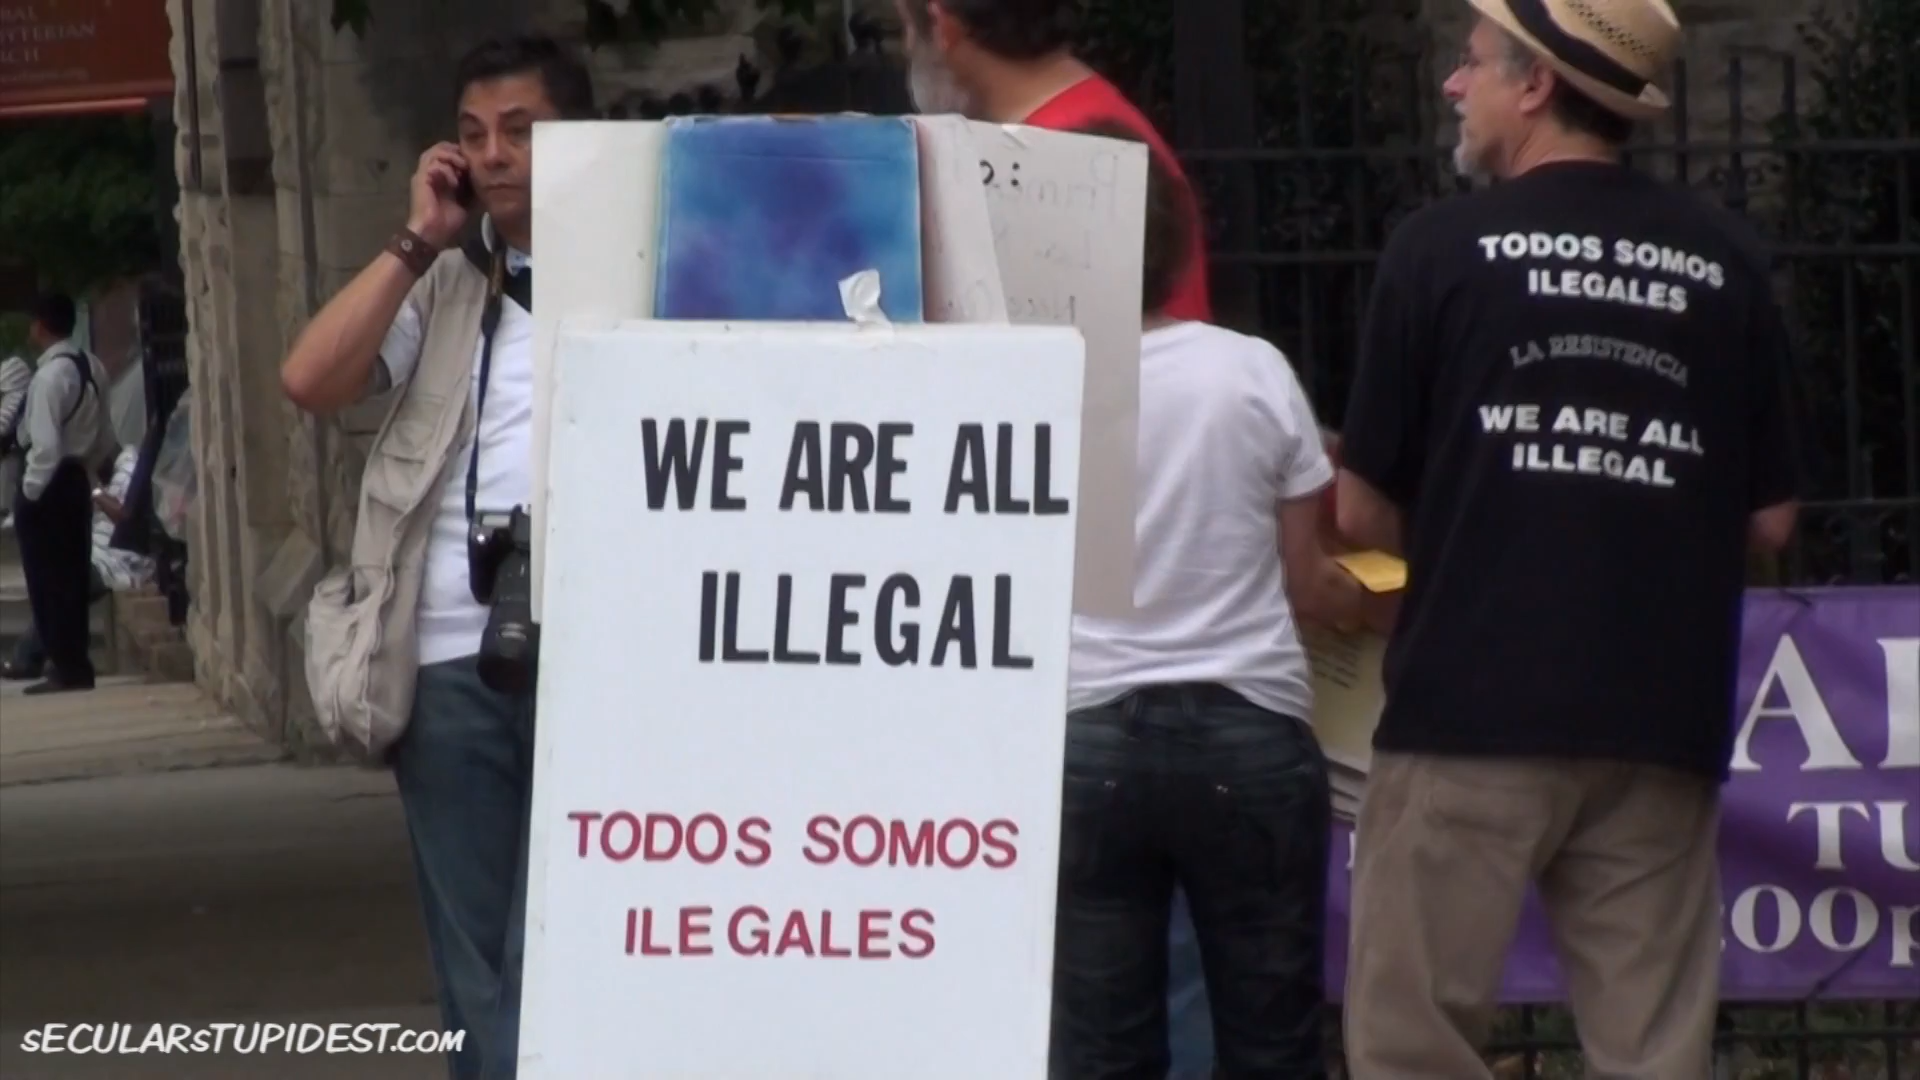 WE ARE ALL
ILLEGAL
TODOS SOMOS
ILEGALES
TODOS SOMOS
ILEGALES
LA RESISTENCIA
WE ARE ALL
ILLEGAL
sECULARsTUPIDEST.COM